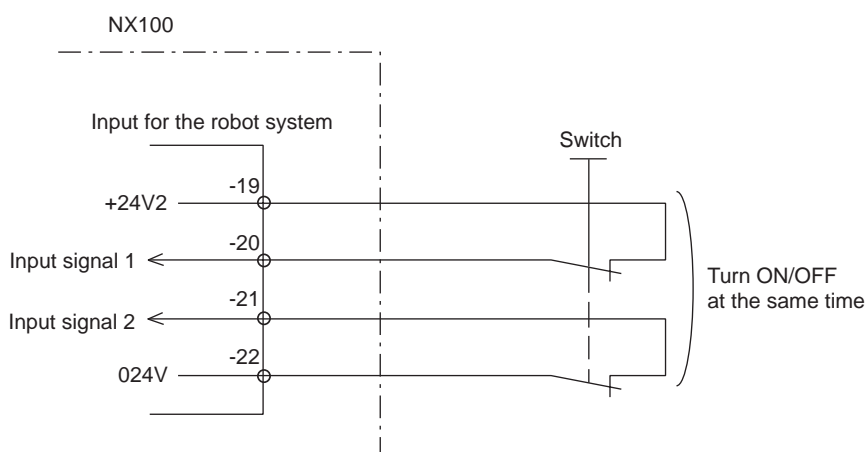 NX100
Input for the robot system
Switch
-19
+24V2
-20
Input signal 1
-21
Input signal 2
-22
024V
Turn ON/OFF
at the same time